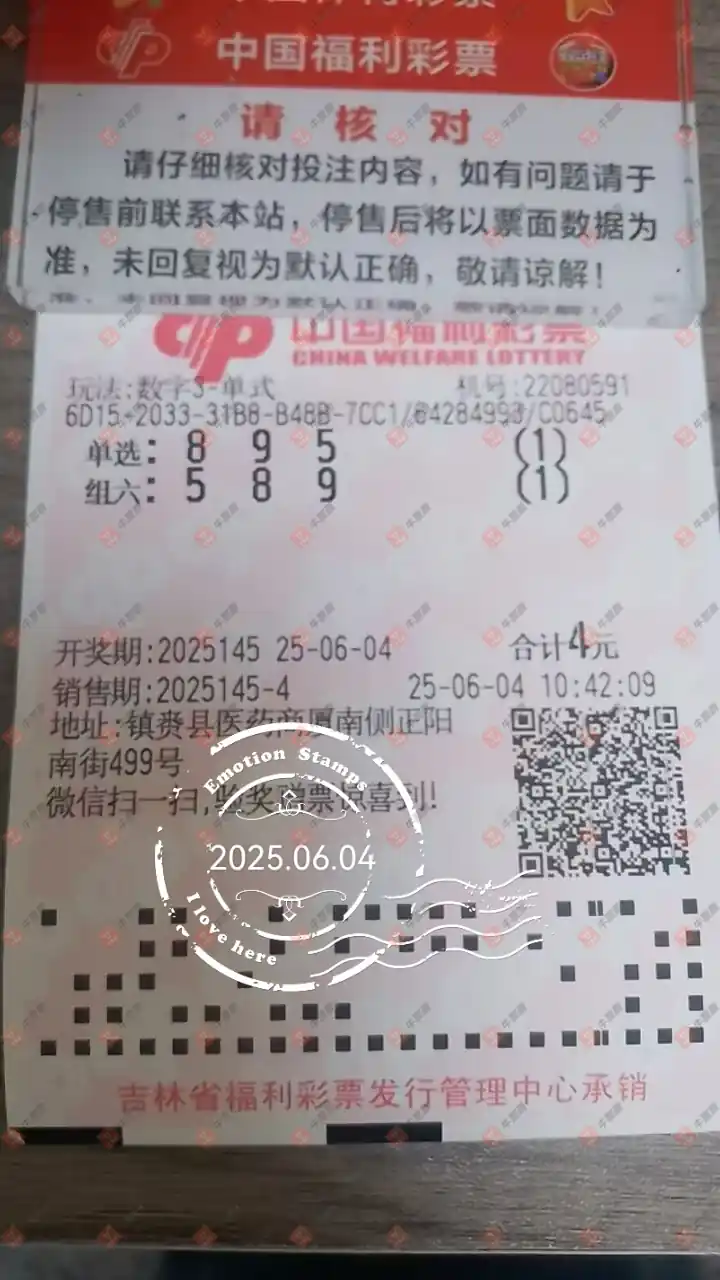 中国福利彩票
请 核 对
请仔细核对投注内容，如有问题请于
停售前联系本站，停售后将以票面数据为
准，未回复视为默认正确，敬请谅解！
中国福利彩票
CHINA WELFARE LOTTERY
玩法:数字3-单式 机号:22080591
6D15-2033-31B8-B48B-7CC1/64284993/C0645
单选: 8 9 5 (1)
组六: 5 8 9 (1)
开奖期:2025145 25-06-04 合计4元
销售期:2025145-4 25-06-04 10:42:09
地址:镇赉县医药商厦南侧正阳
南街499号
微信扫一扫,验奖磁票惊喜到!
Emotion Stamps
2025.06.04
I love here
吉林省福利彩票发行管理中心承销